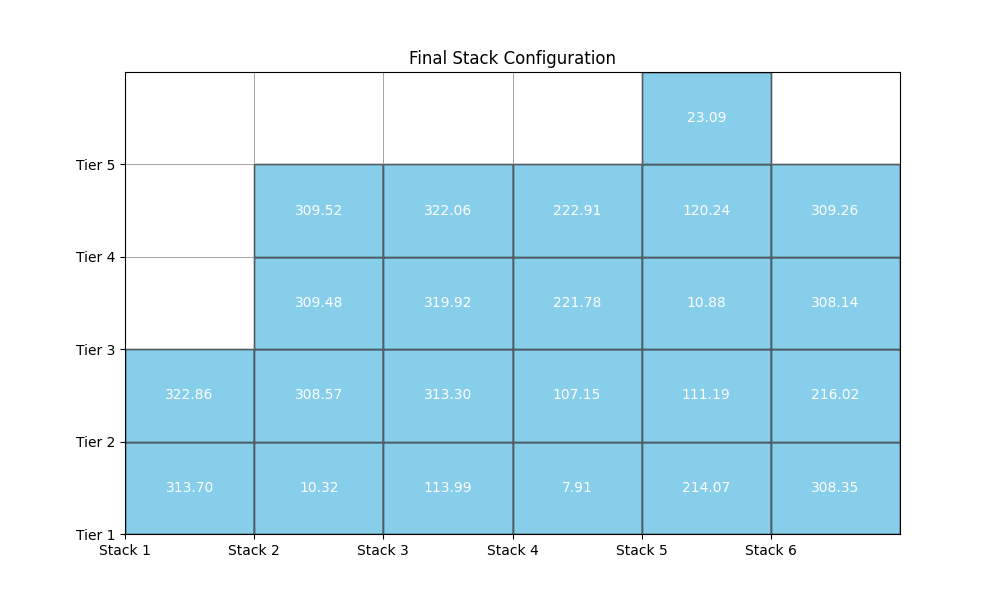 Final Stack Configuration
23.09
Tier 5
309.52 322.06 222.91 120.24 309.26
Tier 4
309.48 319.92 221.78 10.88 308.14
Tier 3
322.86 308.57 313.30 107.15 111.19 216.02
Tier 2
313.70 10.32 113.99 7.91 214.07 308.35
Tier 1
Stack 1 Stack 2 Stack 3 Stack 4 Stack 5 Stack 6